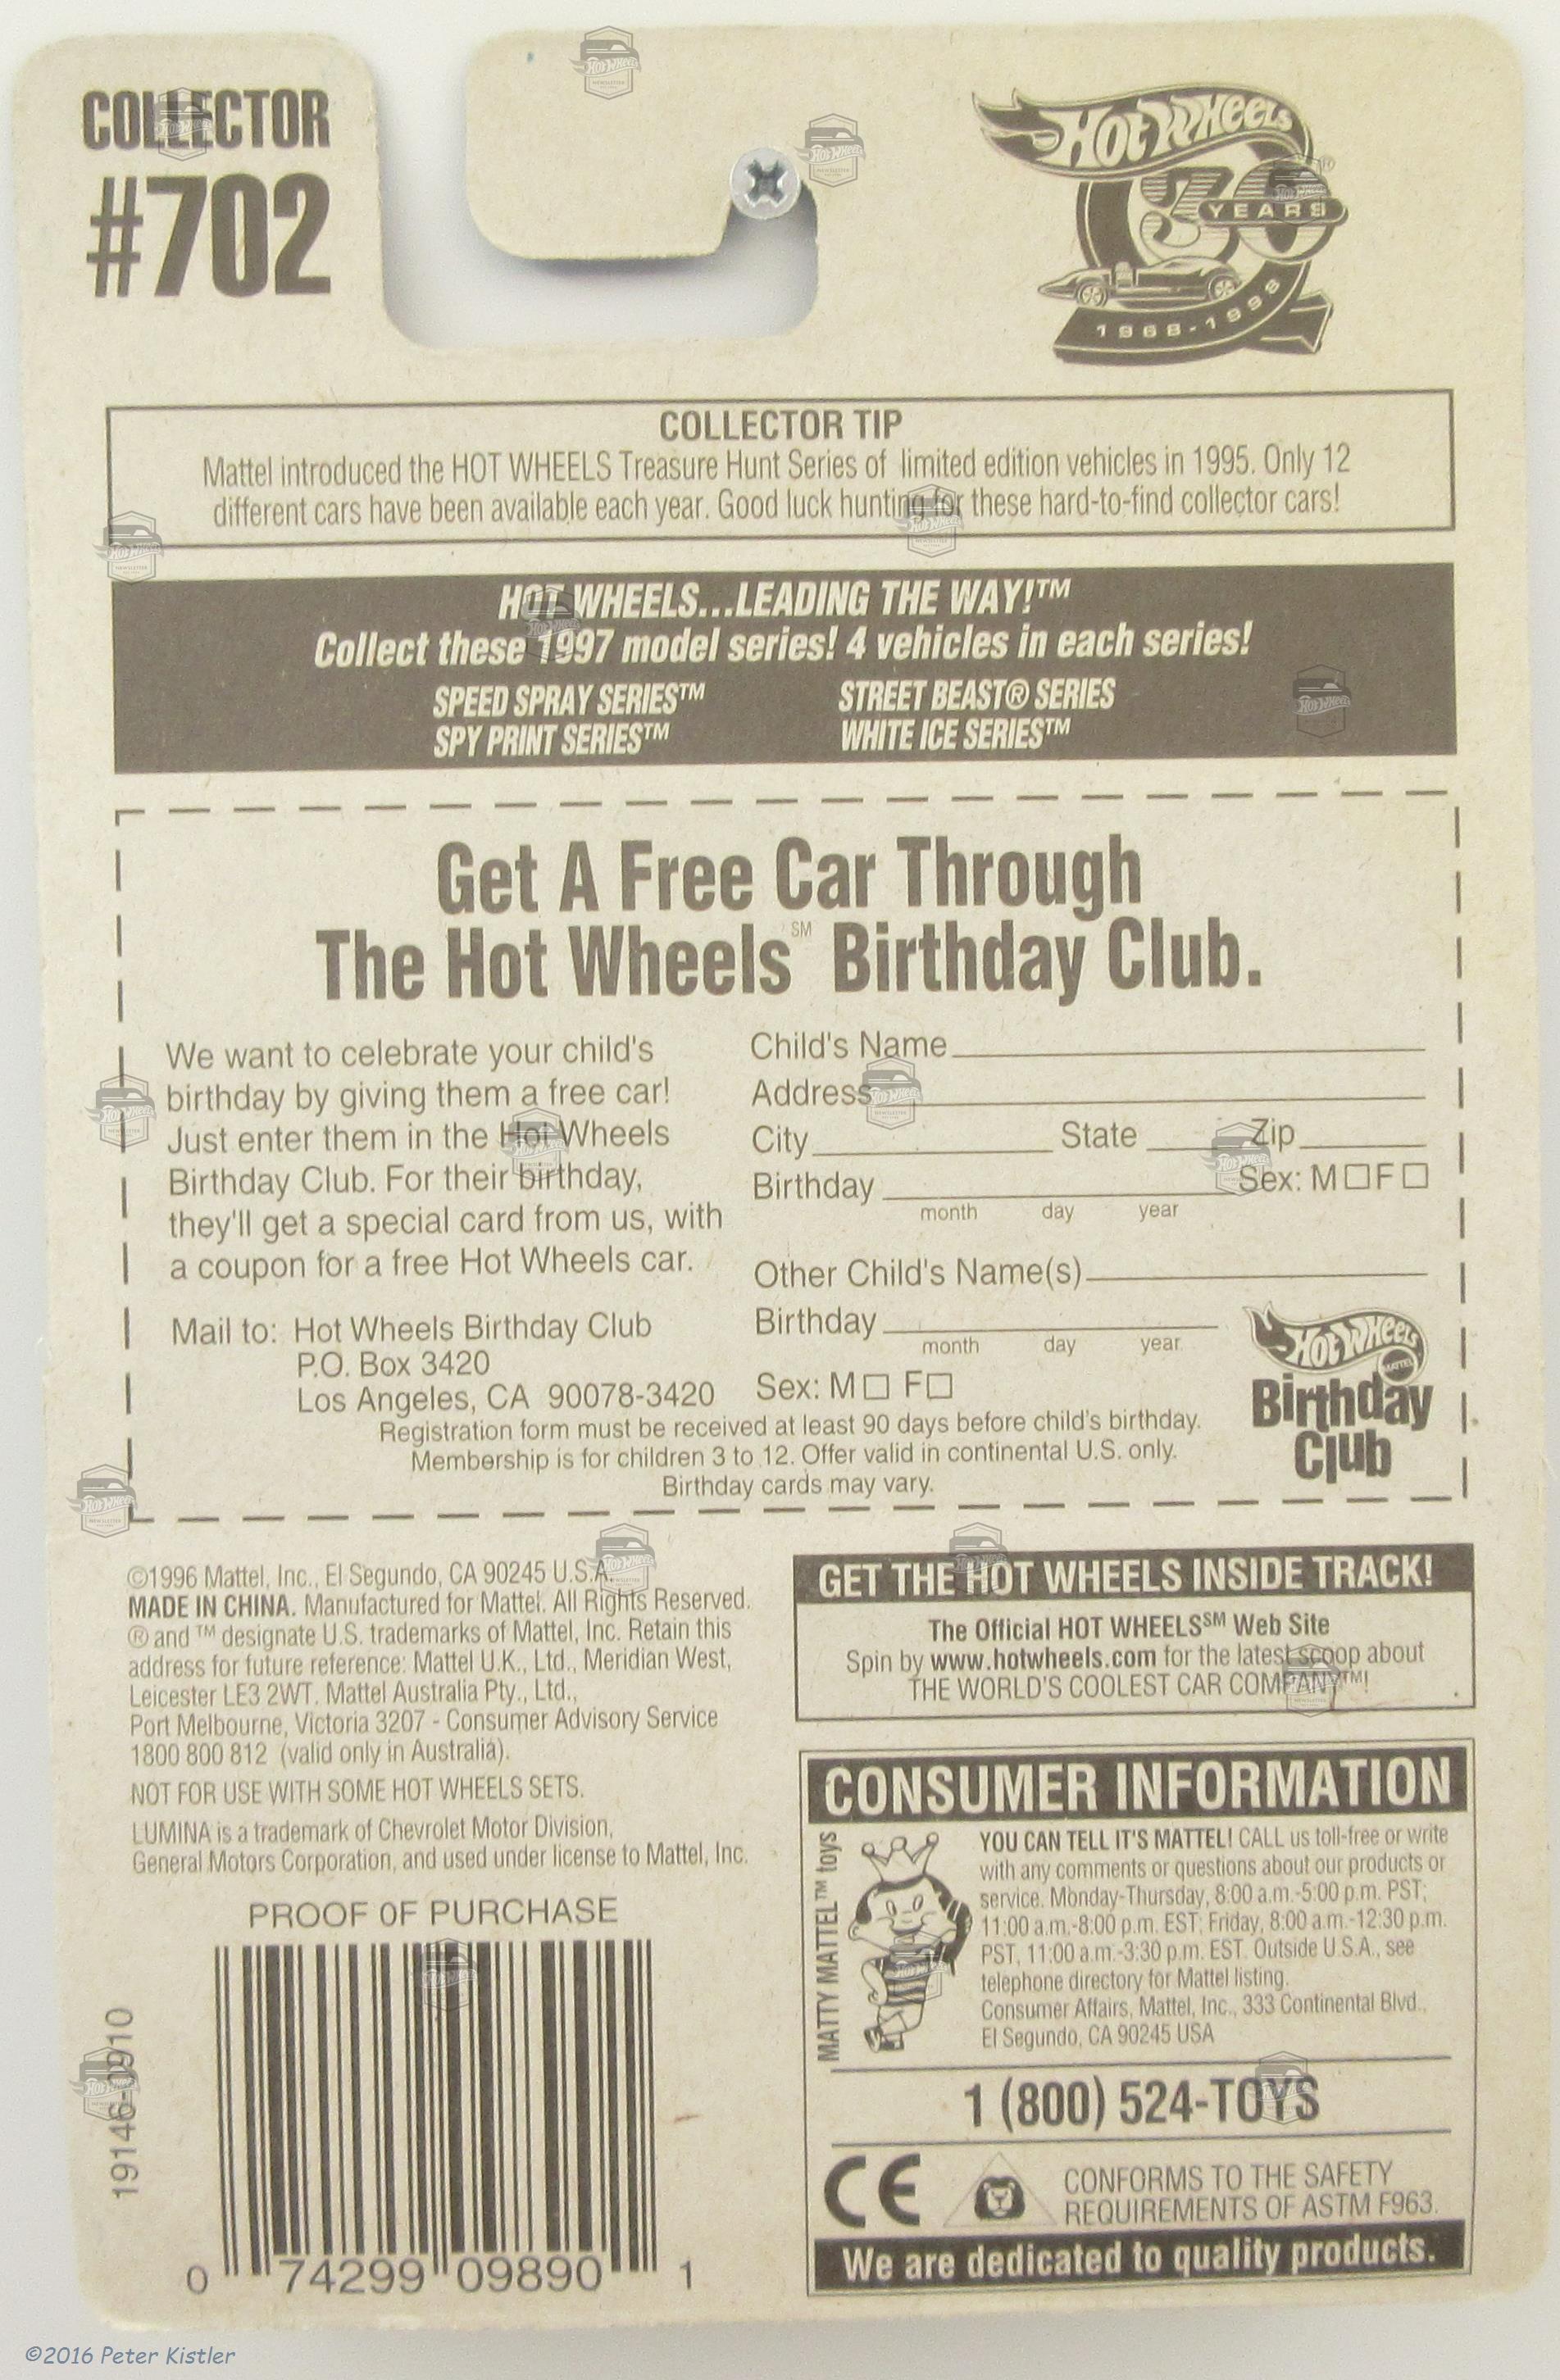 COLLECTOR
#702
HOT WHEELS
30
YEARS
®
1968-1998
COLLECTOR TIP
Mattel introduced the HOT WHEELS Treasure Hunt Series of limited edition vehicles in 1995. Only 12
different cars have been available each year. Good luck hunting for these hard-to-find collector cars!
HOT WHEELS...LEADING THE WAY!™
Collect these 1997 model series! 4 vehicles in each series!
SPEED SPRAY SERIES™ STREET BEAST® SERIES
SPY PRINT SERIES™ WHITE ICE SERIES™
Get A Free Car Through
The Hot Wheels℠ Birthday Club.
We want to celebrate your child's
birthday by giving them a free car!
Just enter them in the Hot Wheels
Birthday Club. For their birthday,
they'll get a special card from us, with
a coupon for a free Hot Wheels car.
Mail to: Hot Wheels Birthday Club
P.O. Box 3420
Los Angeles, CA 90078-3420
Child's Name
Address
City State Zip
Birthday Sex: M□ F□
month day year
Other Child's Name(s)
Birthday
month day year
Sex: M□ F□
HOT WHEELS
MATTEL
Birthday
Club
Registration form must be received at least 90 days before child's birthday.
Membership is for children 3 to 12. Offer valid in continental U.S. only.
Birthday cards may vary.
©1996 Mattel, Inc., El Segundo, CA 90245 U.S.A.
MADE IN CHINA. Manufactured for Mattel. All Rights Reserved.
® and ™ designate U.S. trademarks of Mattel, Inc. Retain this
address for future reference: Mattel U.K., Ltd., Meridian West,
Leicester LE3 2WT. Mattel Australia Pty., Ltd.,
Port Melbourne, Victoria 3207 - Consumer Advisory Service
1800 800 812 (valid only in Australia).
NOT FOR USE WITH SOME HOT WHEELS SETS.
LUMINA is a trademark of Chevrolet Motor Division,
General Motors Corporation, and used under license to Mattel, Inc.
PROOF OF PURCHASE
19146-0910
0 74299 09890 1
GET THE HOT WHEELS INSIDE TRACK!
The Official HOT WHEELS℠ Web Site
Spin by www.hotwheels.com for the latest scoop about
THE WORLD'S COOLEST CAR COMPANY™!
CONSUMER INFORMATION
MATTY MATTEL™ toys
YOU CAN TELL IT'S MATTEL! CALL us toll-free or write
with any comments or questions about our products or
service. Monday-Thursday, 8:00 a.m.-5:00 p.m. PST;
11:00 a.m.-8:00 p.m. EST; Friday, 8:00 a.m.-12:30 p.m.
PST, 11:00 a.m.-3:30 p.m. EST. Outside U.S.A., see
telephone directory for Mattel listing.
Consumer Affairs, Mattel, Inc., 333 Continental Blvd.,
El Segundo, CA 90245 USA
1 (800) 524-TOYS
CE
CONFORMS TO THE SAFETY
REQUIREMENTS OF ASTM F963.
We are dedicated to quality products.
©2016 Peter Kistler